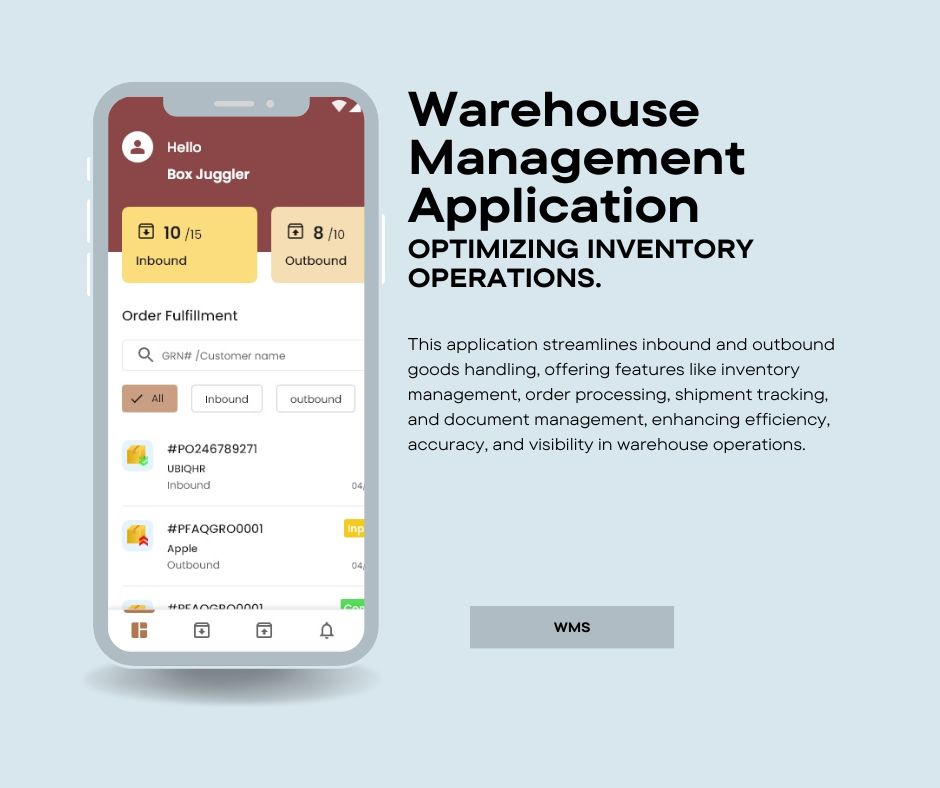 Hello
Box Juggler
10 /15
Inbound
8 /10
Outbound
Order Fulfillment
GRN# /Customer name
All
Inbound
outbound
#PO246789271
UBIQHR
Inbound
04/
#PFAQGRO0001
Inp
Apple
Outbound
04/
#PFAQGRO0001
Com
Warehouse
Management
Application
OPTIMIZING INVENTORY
OPERATIONS.
This application streamlines inbound and outbound
goods handling, offering features like inventory
management, order processing, shipment tracking,
and document management, enhancing efficiency,
accuracy, and visibility in warehouse operations.
WMS